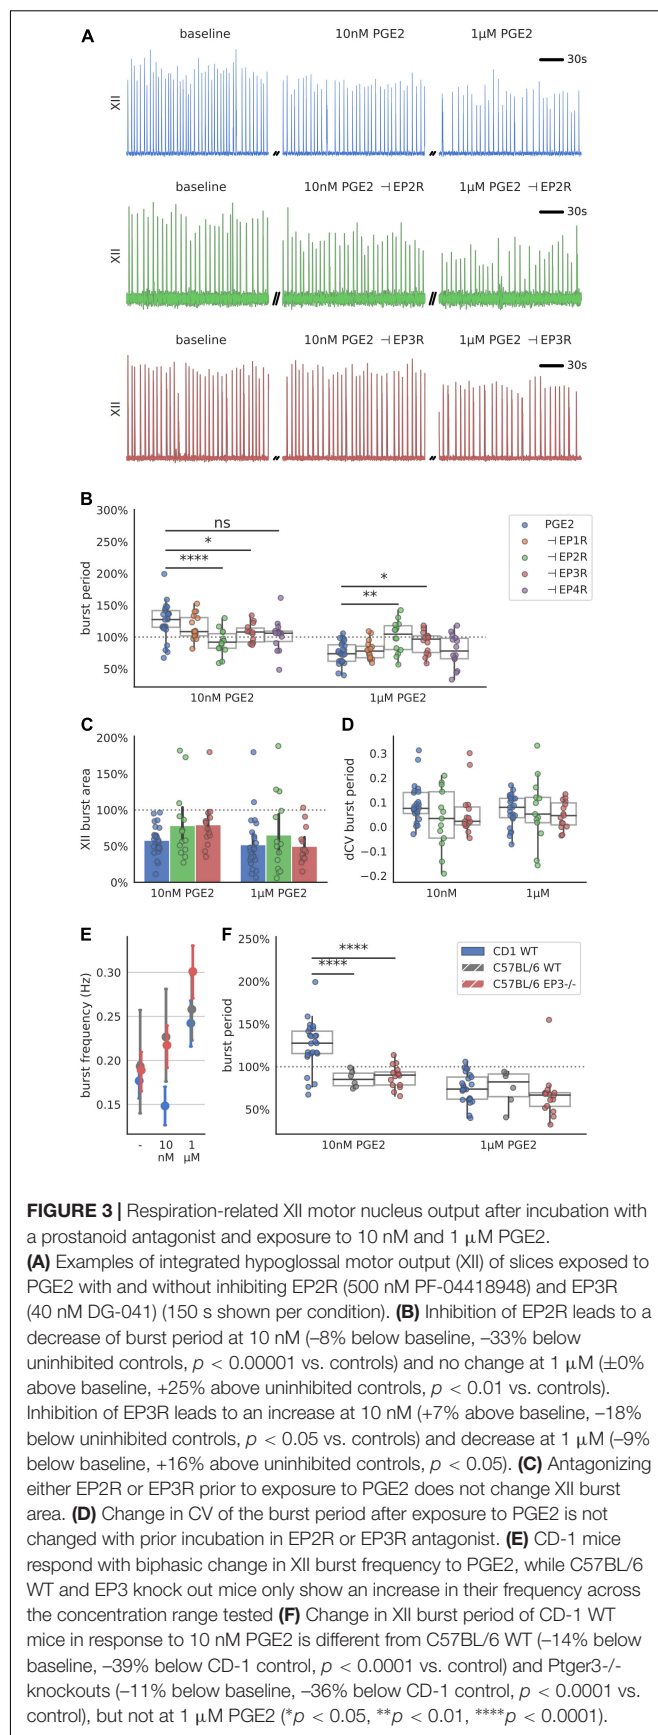 A
baseline 10nM PGE2 1μM PGE2
30s
XII
baseline 10nM PGE2 ⊣EP2R 1μM PGE2 ⊣EP2R
30s
XII
baseline 10nM PGE2 ⊣EP3R 1μM PGE2 ⊣EP3R
30s
XII
B
300%
250%
200%
150%
100%
50%
burst period
ns
*
****
*
**
PGE2
⊣EP1R
⊣EP2R
⊣EP3R
⊣EP4R
10nM PGE2 1μM PGE2
C
200%
150%
100%
50%
0%
XII burst area
10nM PGE2 1μM PGE2
D
0.3
0.2
0.1
0.0
−0.1
−0.2
dCV burst period
10nM 1μM
E
0.30
0.25
0.20
0.15
burst frequency (Hz)
- 10 1
nM μM
F
250%
200%
150%
100%
50%
burst period
****
****
CD1 WT
C57BL/6 WT
C57BL/6 EP3-/-
10nM PGE2 1μM PGE2
FIGURE 3 | Respiration-related XII motor nucleus output after incubation with
a prostanoid antagonist and exposure to 10 nM and 1 μM PGE2.
(A) Examples of integrated hypoglossal motor output (XII) of slices exposed to
PGE2 with and without inhibiting EP2R (500 nM PF-04418948) and EP3R
(40 nM DG-041) (150 s shown per condition). (B) Inhibition of EP2R leads to a
decrease of burst period at 10 nM (–8% below baseline, –33% below
uninhibited controls, p < 0.00001 vs. controls) and no change at 1 μM (±0%
above baseline, +25% above uninhibited controls, p < 0.01 vs. controls).
Inhibition of EP3R leads to an increase at 10 nM (+7% above baseline, –18%
below uninhibited controls, p < 0.05 vs. controls) and decrease at 1 μM (–9%
below baseline, +16% above uninhibited controls, p < 0.05). (C) Antagonizing
either EP2R or EP3R prior to exposure to PGE2 does not change XII burst
area. (D) Change in CV of the burst period after exposure to PGE2 is not
changed with prior incubation in EP2R or EP3R antagonist. (E) CD-1 mice
respond with biphasic change in XII burst frequency to PGE2, while C57BL/6
WT and EP3 knock out mice only show an increase in their frequency across
the concentration range tested (F) Change in XII burst period of CD-1 WT
mice in response to 10 nM PGE2 is different from C57BL/6 WT (–14% below
baseline, –39% below CD-1 control, p < 0.0001 vs. control) and Ptger3-/-
knockouts (–11% below baseline, –36% below CD-1 control, p < 0.0001 vs.
control), but not at 1 μM PGE2 (*p < 0.05, **p < 0.01, ****p < 0.0001).